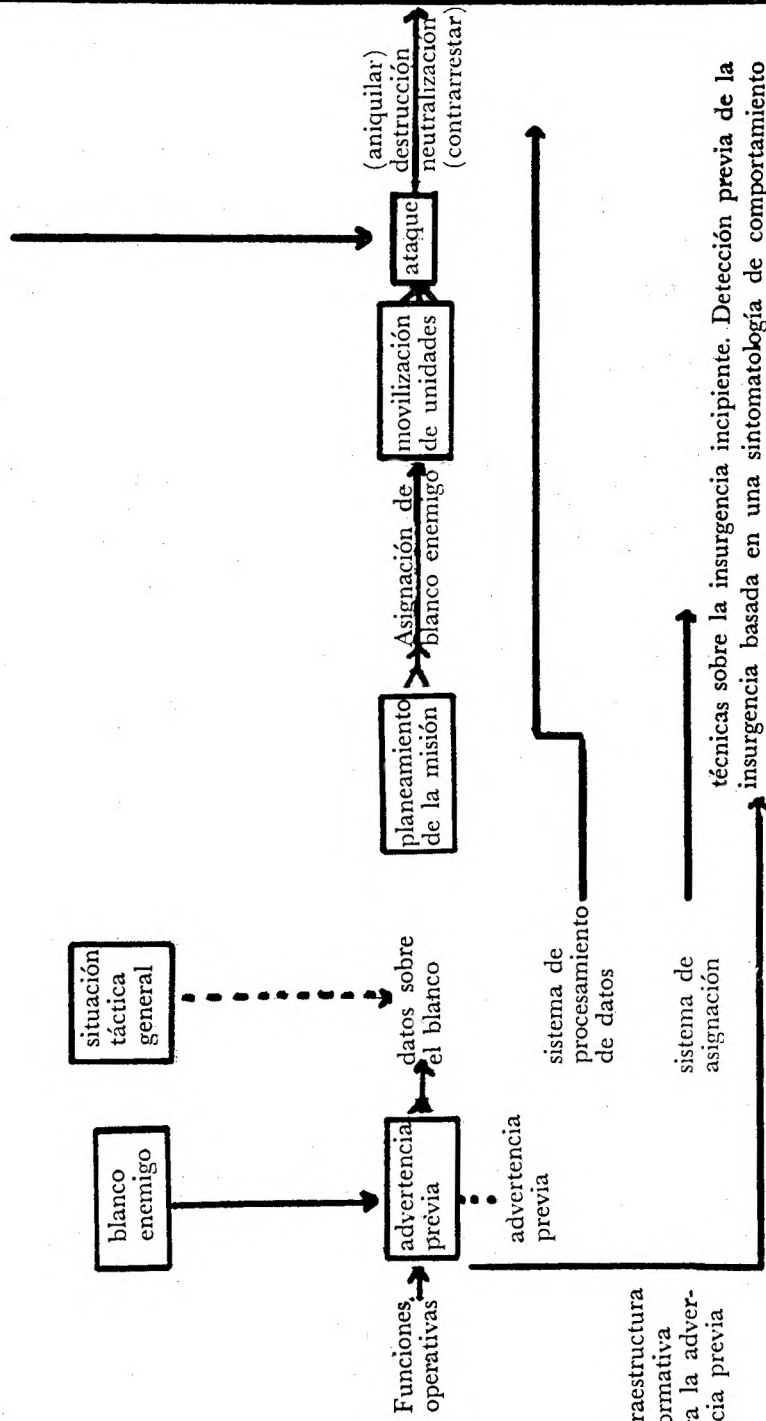 blanco
enemigo
situación
táctica
general
Funciones
operativas
advertencia
previa
datos sobre
el blanco
planeamiento
de la misión
Asignación de
blanco enemigo
movilización
de unidades
ataque
(aniquilar)
destrucción
neutralización
(contrarrestar)
advertencia
previa
sistema de
procesamiento
de datos
sistema de
asignación
raestructura
ormativa
ra la adver-
cia previa
técnicas sobre la insurgencia incipiente. Detección previa de la
insurgencia basada en una sintomatología de comportamiento